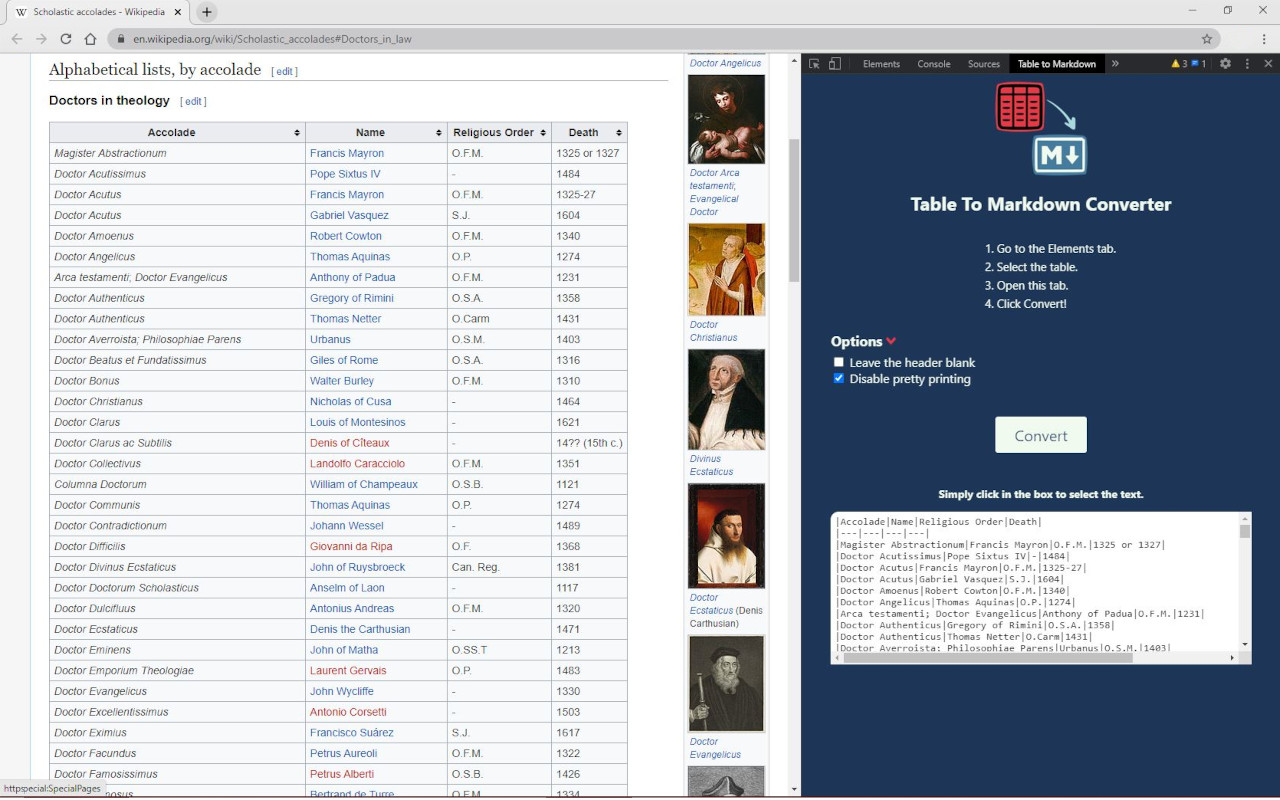 Scholastic accolades - Wikipedia
en.wikipedia.org/wiki/Scholastic_accolades#Doctors_in_law
Alphabetical lists, by accolade [ edit ]
Doctors in theology [ edit ]
Accolade Name Religious Order Death
Magister Abstractionum Francis Mayron O.F.M. 1325 or 1327
Doctor Acutissimus Pope Sixtus IV - 1484
Doctor Acutus Francis Mayron O.F.M. 1325-27
Doctor Acutus Gabriel Vasquez S.J. 1604
Doctor Amoenus Robert Cowton O.F.M. 1340
Doctor Angelicus Thomas Aquinas O.P. 1274
Arca testamenti; Doctor Evangelicus Anthony of Padua O.F.M. 1231
Doctor Authenticus Gregory of Rimini O.S.A. 1358
Doctor Authenticus Thomas Netter O.Carm 1431
Doctor Averroista; Philosophiae Parens Urbanus O.S.M. 1403
Doctor Beatus et Fundatissimus Giles of Rome O.S.A. 1316
Doctor Bonus Walter Burley O.F.M. 1310
Doctor Christianus Nicholas of Cusa - 1464
Doctor Clarus Louis of Montesinos - 1621
Doctor Clarus ac Subtilis Denis of Cîteaux - 14?? (15th c.)
Doctor Collectivus Landolfo Caracciolo O.F.M. 1351
Columna Doctorum William of Champeaux O.S.B. 1121
Doctor Communis Thomas Aquinas O.P. 1274
Doctor Contradictionum Johann Wessel - 1489
Doctor Difficilis Giovanni da Ripa O.F. 1368
Doctor Divinus Ecstaticus John of Ruysbroeck Can. Reg. 1381
Doctor Doctorum Scholasticus Anselm of Laon - 1117
Doctor Dulcifluus Antonius Andreas O.F.M. 1320
Doctor Ecstaticus Denis the Carthusian - 1471
Doctor Eminens John of Matha O.SS.T 1213
Doctor Emporium Theologiae Laurent Gervais O.P. 1483
Doctor Evangelicus John Wycliffe - 1330
Doctor Excellentissimus Antonio Corsetti - 1503
Doctor Eximius Francisco Suárez S.J. 1617
Doctor Facundus Petrus Aureoli O.F.M. 1322
Doctor Famosissimus Petrus Alberti O.S.B. 1426
Bertrand de Turre O.F.M. 1334
httpspecial:SpecialPages
Doctor Angelicus
Doctor Arca
testamenti;
Evangelical
Doctor
Doctor
Christianus
Divinus
Ecstaticus
Doctor
Ecstaticus (Denis
Carthusian)
Doctor
Evangelicus
Elements Console Sources Table to Markdown » 3 1
M
Table To Markdown Converter
1. Go to the Elements tab.
2. Select the table.
3. Open this tab.
4. Click Convert!
Options
Leave the header blank
Disable pretty printing
Convert
Simply click in the box to select the text.
|Accolade|Name|Religious Order|Death|
|---|---|---|---|
|Magister Abstractionum|Francis Mayron|O.F.M.|1325 or 1327|
|Doctor Acutissimus|Pope Sixtus IV|-|1484|
|Doctor Acutus|Francis Mayron|O.F.M.|1325-27|
|Doctor Acutus|Gabriel Vasquez|S.J.|1604|
|Doctor Amoenus|Robert Cowton|O.F.M.|1340|
|Doctor Angelicus|Thomas Aquinas|O.P.|1274|
|Arca testamenti; Doctor Evangelicus|Anthony of Padua|O.F.M.|1231|
|Doctor Authenticus|Gregory of Rimini|O.S.A.|1358|
|Doctor Authenticus|Thomas Netter|O.Carm|1431|
|Doctor Averroista; Philosophiae Parens|Urbanus|O.S.M.|1403|